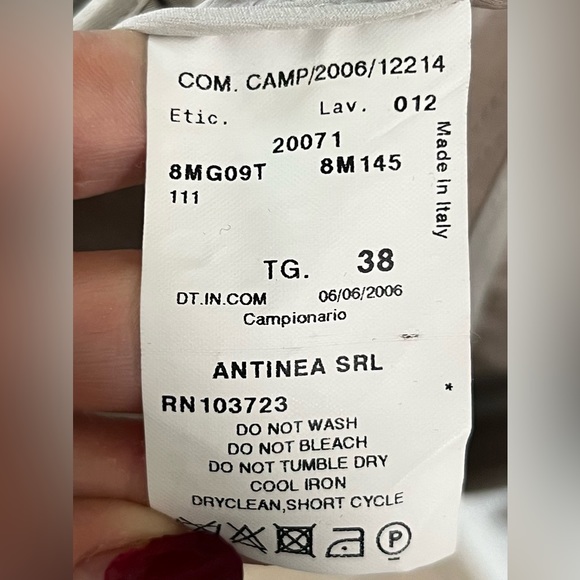 COM. CAMP/2006/12214
Etic. Lav. 012
20071
8MG09T 8M145
111
Made in Italy
TG. 38
DT.IN.COM 06/06/2006
Campionario
ANTINEA SRL
*
RN103723
DO NOT WASH
DO NOT BLEACH
DO NOT TUMBLE DRY
COOL IRON
DRYCLEAN,SHORT CYCLE
P